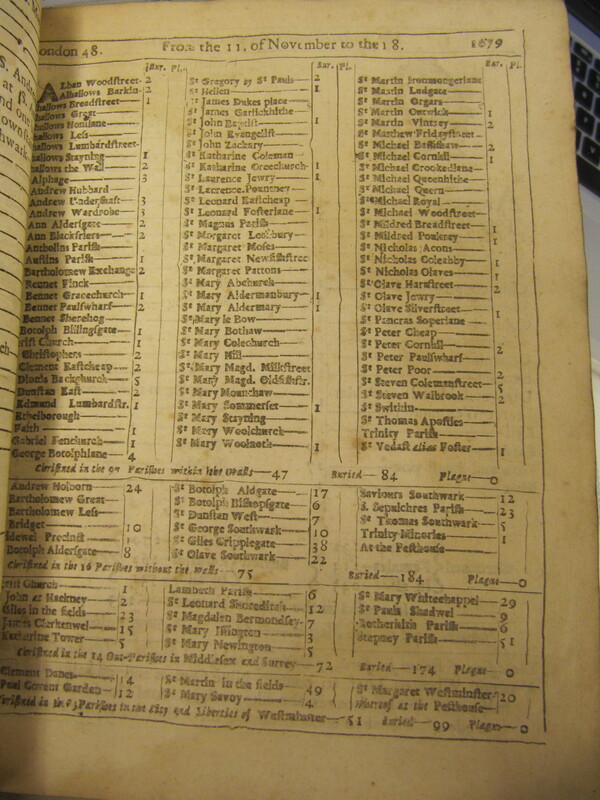 London 48. From the 11. of November to the 18. 1679
Bur. Pl. Bur. Pl. Bur. Pl.
Alban Woodstreet 2
Alhallows Barkin 2
hallows Breadstreet 1
hallows Great
hallows Honilane
hallows Less
hallows Lumbardstreet
hallows Stayning 1
hallows the Wall 2
Alphage 3
Andrew Hubbard
Andrew Undershaft 3
Andrew Wardrobe 3
Ann Aldersgate 2
Ann Blackfriers 2
Antholins Parish
Austins Parish 1
Bartholomew Exchange 2
Bennet Finck
Bennet Gracechurch 1
Bennet Paulswharf 2
Bennet Sherehog
Botolph Billingsgate 1
rist Church 1
Christophers 2
Clement Eastcheap 2
Dionis Backchurch 5
Dunstan East 2
Edmund Lumbardstr. 1
Ethelborough
Faith 1
Gabriel Fenchurch 1
George Botolphlane 4
St Gregory by St Pauls 2
St Hellen 1
St James Dukes place
St James Garlickhithe
St John Baptist 1
St John Evangelist
St John Zachary
St Katharine Coleman
St Katharine Creechurch 1
St Laurence Jewry 1
St Laurence Pountney
St Leonard Eastcheap
St Leonard Fosterlane 1
St Magnus Parish
St Margaret Lothbury
St Margaret Moses
St Margaret Newfishstree
St Margaret Pattons
St Mary Abchurch
St Mary Aldermanbury 1
St Mary Aldermary 1
St Mary le Bow
St Mary Bothaw
St Mary Colechurch
St Mary Hill
St Mary Magd. Milkstreet
St Mary Magd. Oldfishstr.
St Mary Mounthaw
St Mary Sommerset 1
St Mary Stayning
St Mary Woolchurch
St Mary Woolnoth 1
St Martin Ironmongerlane
St Martin Ludgate
St Martin Orgars
St Martin Outwich 1
St Martin Vintrey 2
St Matthew Fridaystreet
St Michael Bassishaw 2
St Michael Cornhil 1
St Michael Crookedlane
St Michael Queenhithe
St Michael Quern
St Michael Royal
St Michael Woodstreet
St Mildred Breadstreet 1
St Mildred Poultrey 1
St Nicholas Acons
St Nicholas Coleabby 1
St Nicholas Olaves 1
St Olave Hartstreet 2
St Olave Jewry
St Olave Silverstreet 1
St Pancras Soperlane
St Peter Cheap
St Peter Cornhil 2
St Peter Paulswharf
St Peter Poor 2
St Steven Colemanstreet 5
St Steven Walbrook 2
St Swithin
St Thomas Apostles
Trinity Parish
St Vedast alias Foster 1
Christned in the 97 Parishes within the Walls 47 Buried 84 Plague 0
Andrew Holborn 24
Bartholomew Great
Bartholomew Less
Bridget 10
idewel Precinct 1
Botolph Aldersgate 8
St Botolph Aldgate 17
St Botolph Bishopsgate 6
St Dunstan West 7
St George Southwark 10
St Giles Cripplegate 38
St Olave Southwark 22
Saviours Southwark 12
S. Sepulchres Parish 23
St Thomas Southwark 5
Trinity Minories 1
At the Pesthouse
Christned in the 16 Parishes without the Walls 75 Buried 184 Plague 0
rist Church 1
John at Hackney 2
Giles in the fields 23
James Clerkenwel 15
Katharine Tower 5
Lambeth Parish 6
St Leonard Shoreditch 12
St Magdalen Bermondsey 7
St Mary Islington 3
St Mary Newington 5
St Mary Whitechappel 29
St Pauls Shadwel 9
Rotherhith Parish 6
Stepney Parish 51
Christned in the 14 Out-Parishes in Middlesex and Surrey 72 Buried 174 Plague 0
Clement Danes 14
Paul Covent Garden 12
St Martin in the fields 49
St Mary Savoy 4
St Margaret Westminster 20
Whereof at the Pesthouse
Christned in the 5 Parishes in the City and Liberties of Westminster 51 Buried 99 Plague 0